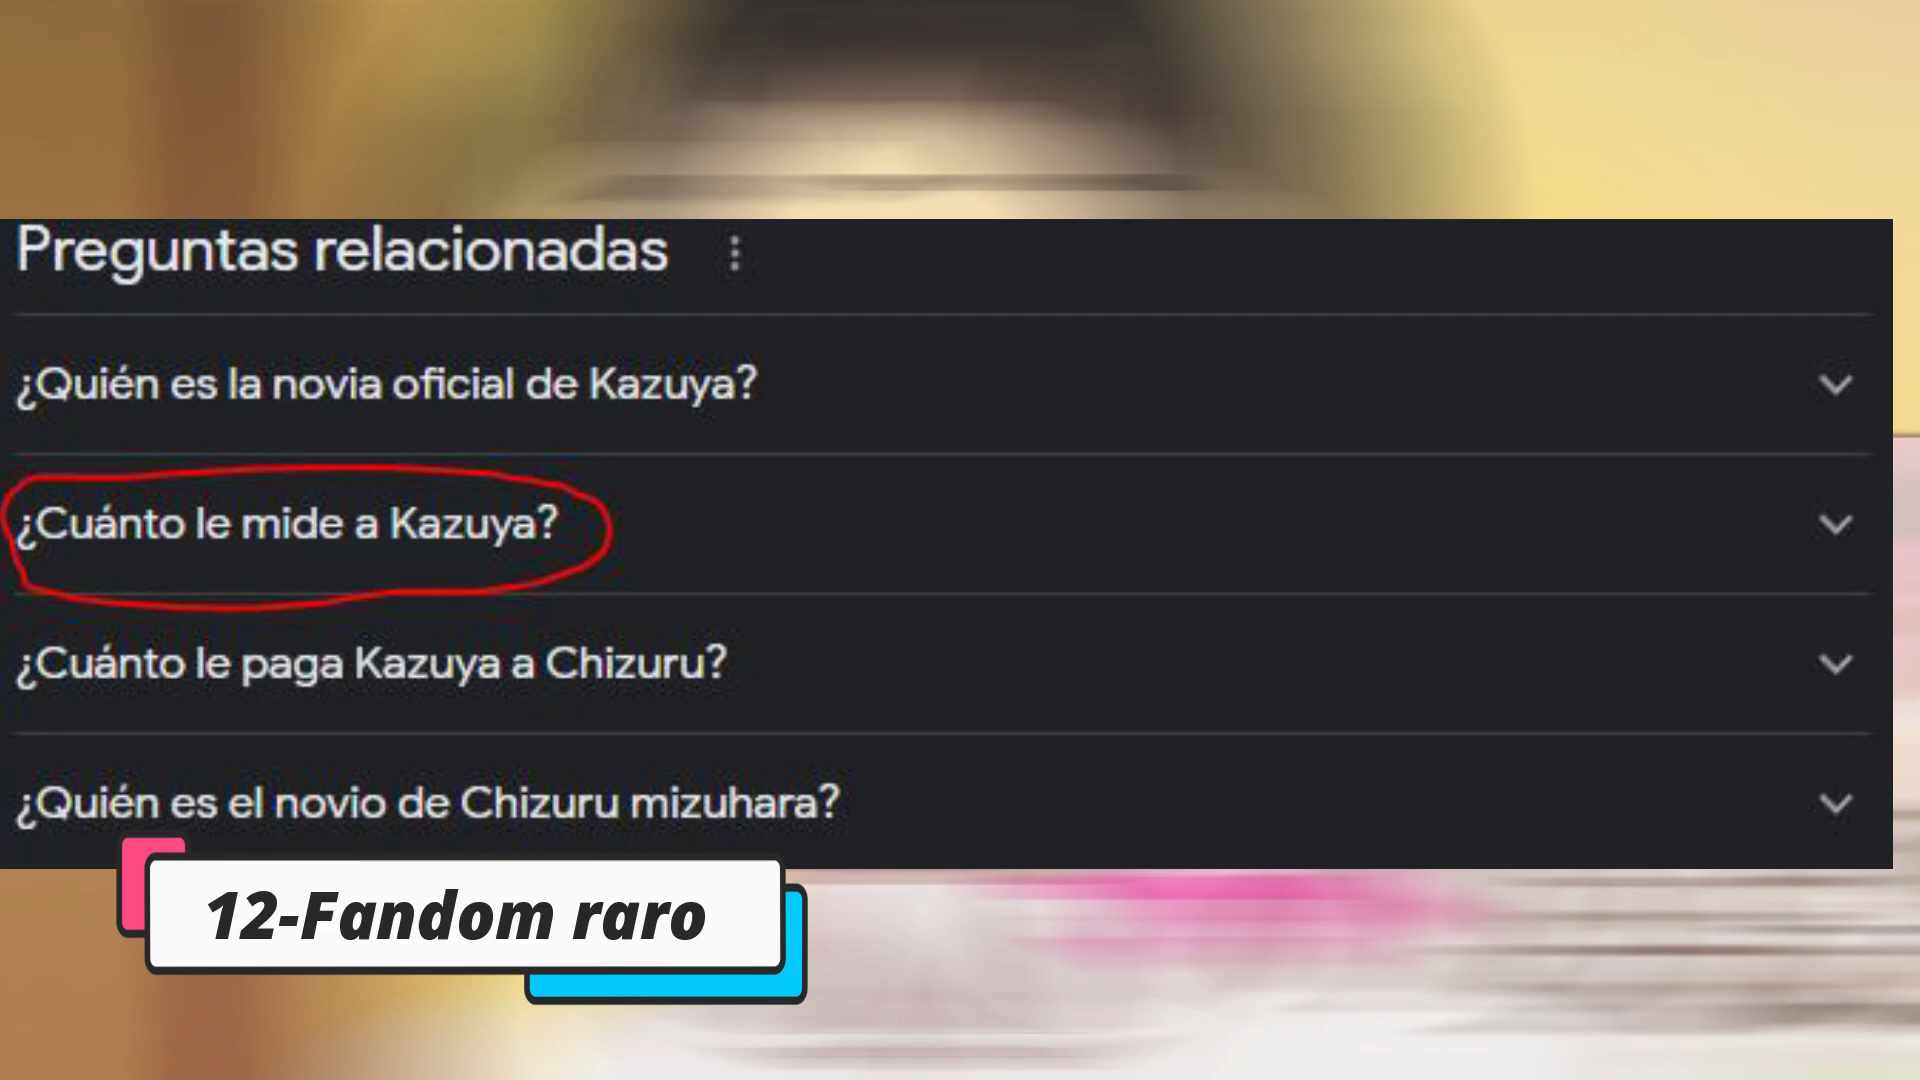 Preguntas relacionadas
¿Quién es la novia oficial de Kazuya?
¿Cuánto le mide a Kazuya?
¿Cuánto le paga Kazuya a Chizuru?
¿Quién es el novio de Chizuru mizuhara?
12-Fandom raro